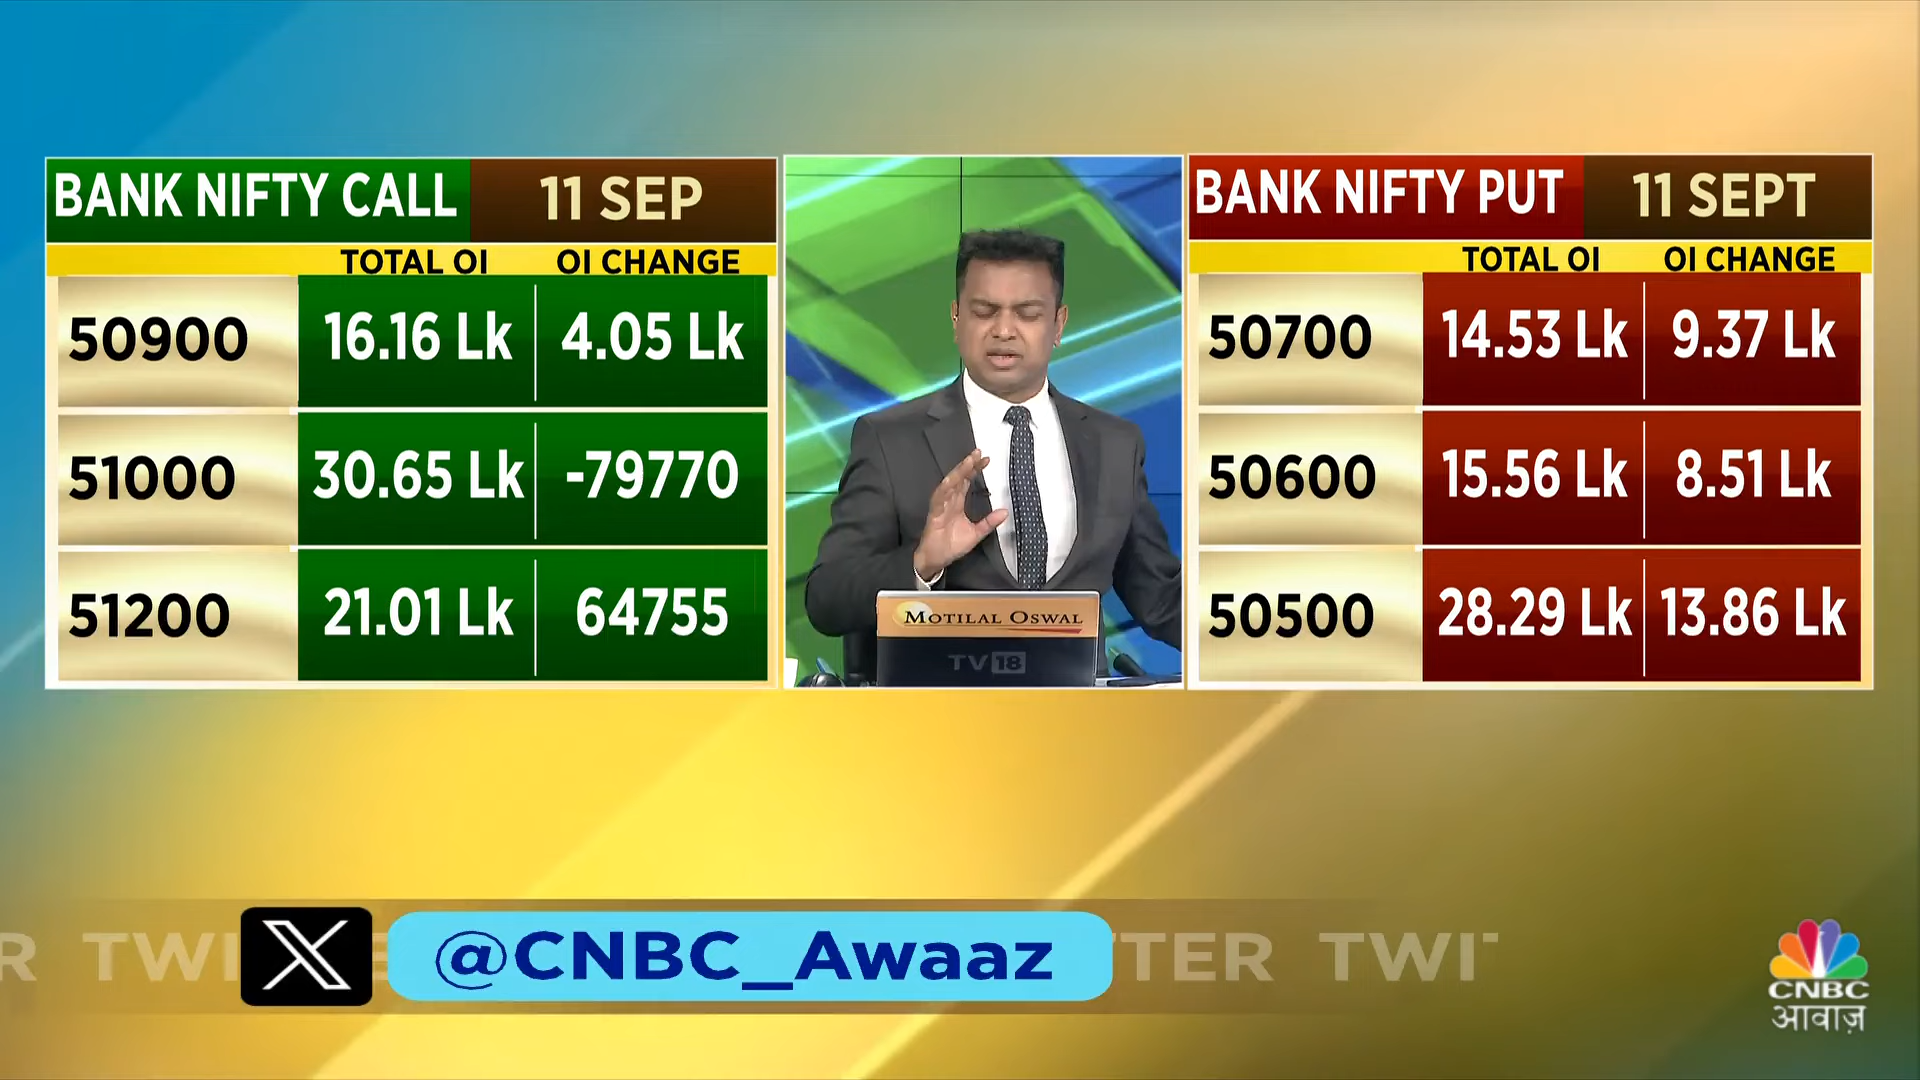 BANK NIFTY CALL 11 SEP
TOTAL OI OI CHANGE
50900 16.16 Lk 4.05 Lk
51000 30.65 Lk -79770
51200 21.01 Lk 64755
MOTILAL OSWAL
TV18
BANK NIFTY PUT 11 SEPT
TOTAL OI OI CHANGE
50700 14.53 Lk 9.37 Lk
50600 15.56 Lk 8.51 Lk
50500 28.29 Lk 13.86 Lk
R TWI TTER TWIT
X @CNBC_Awaaz
CNBC
आवाज़